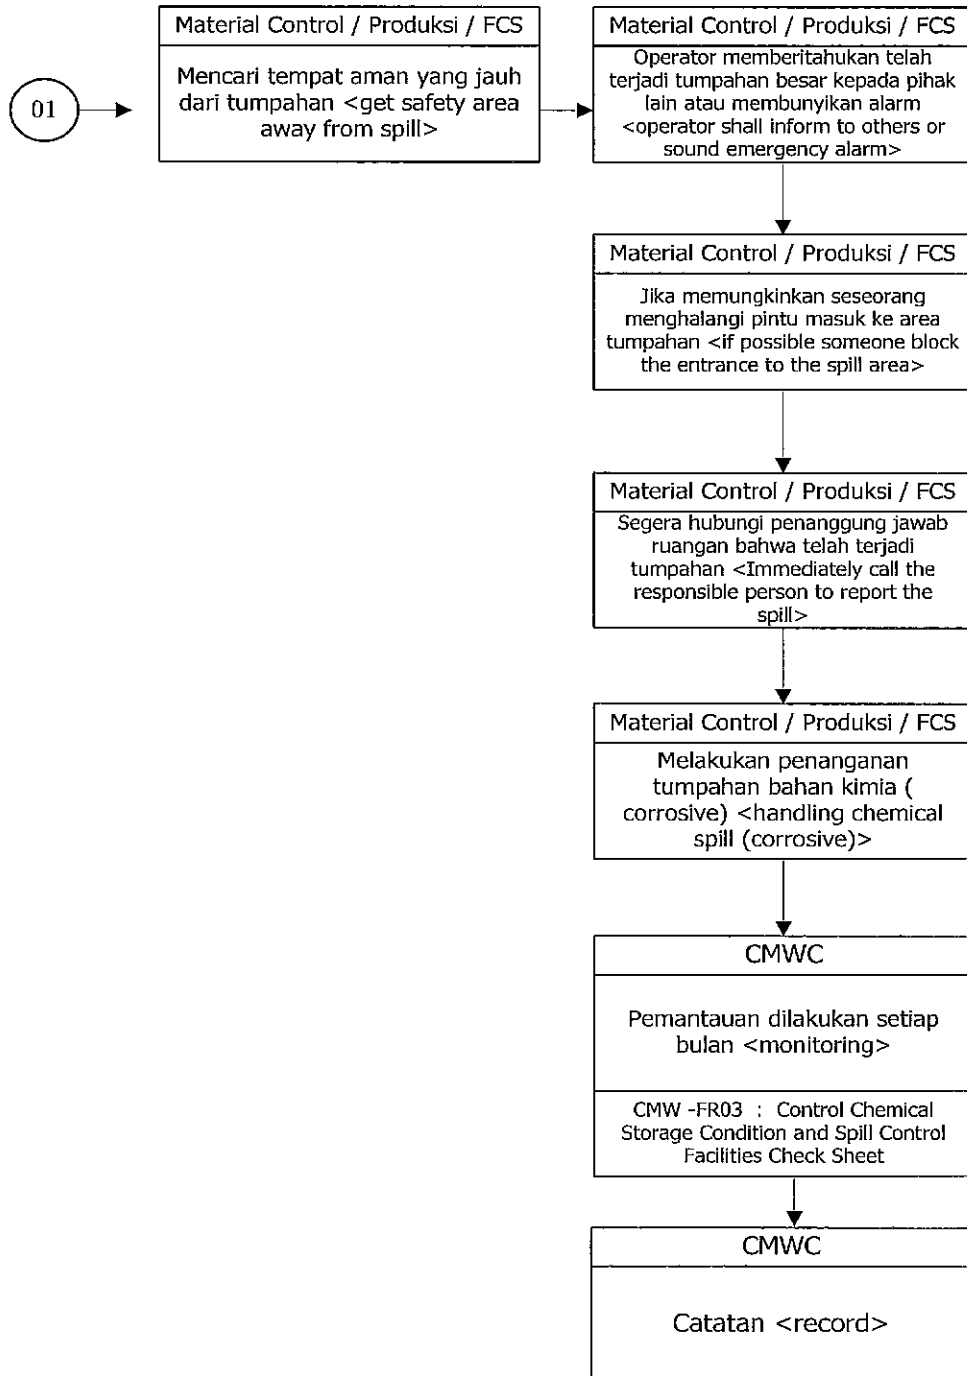 01
Material Control / Produksi / FCS
Mencari tempat aman yang jauh
dari tumpahan <get safety area
away from spill>
Material Control / Produksi / FCS
Operator memberitahukan telah
terjadi tumpahan besar kepada pihak
lain atau membunyikan alarm
<operator shall inform to others or
sound emergency alarm>
Material Control / Produksi / FCS
Jika memungkinkan seseorang
menghalangi pintu masuk ke area
tumpahan <if possible someone block
the entrance to the spill area>
Material Control / Produksi / FCS
Segera hubungi penanggung jawab
ruangan bahwa telah terjadi
tumpahan <Immediately call the
responsible person to report the
spill>
Material Control / Produksi / FCS
Melakukan penanganan
tumpahan bahan kimia (
corrosive) <handling chemical
spill (corrosive)>
CMWC
Pemantauan dilakukan setiap
bulan <monitoring>
CMW -FR03 : Control Chemical
Storage Condition and Spill Control
Facilities Check Sheet
CMWC
Catatan <record>